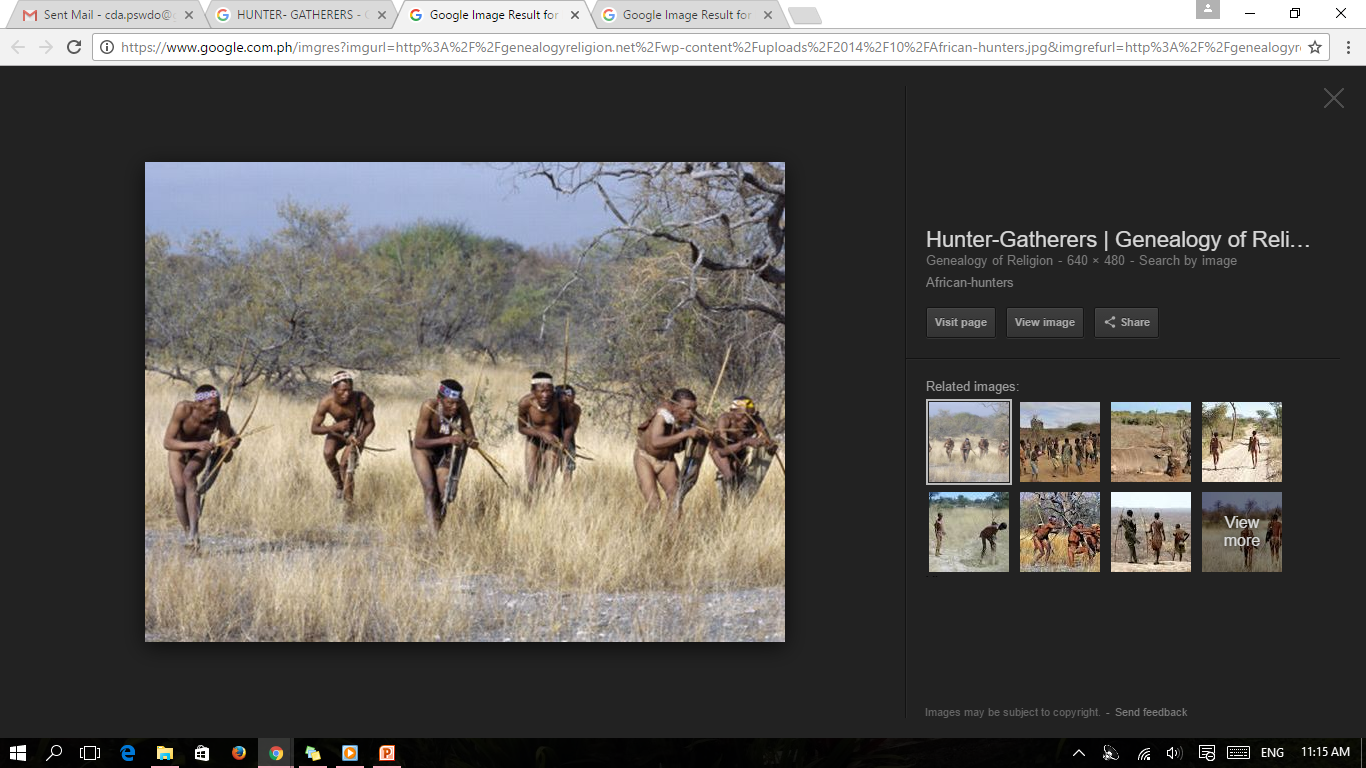 Sent Mail - cda.pswdo@g
HUNTER- GATHERERS - G
Google Image Result for
Google Image Result for
https://www.google.com.ph/imgres?imgurl=http%3A%2F%2Fgenealogyreligion.net%2Fwp-content%2Fuploads%2F2014%2F10%2FAfrican-hunters.jpg&imgrefurl=http%3A%2F%2Fgenealogyre
Hunter-Gatherers | Genealogy of Reli…
Genealogy of Religion - 640 × 480 - Search by image
African-hunters
Visit page View image Share
Related images:
View
more
Images may be subject to copyright. - Send feedback
ENG 11:15 AM